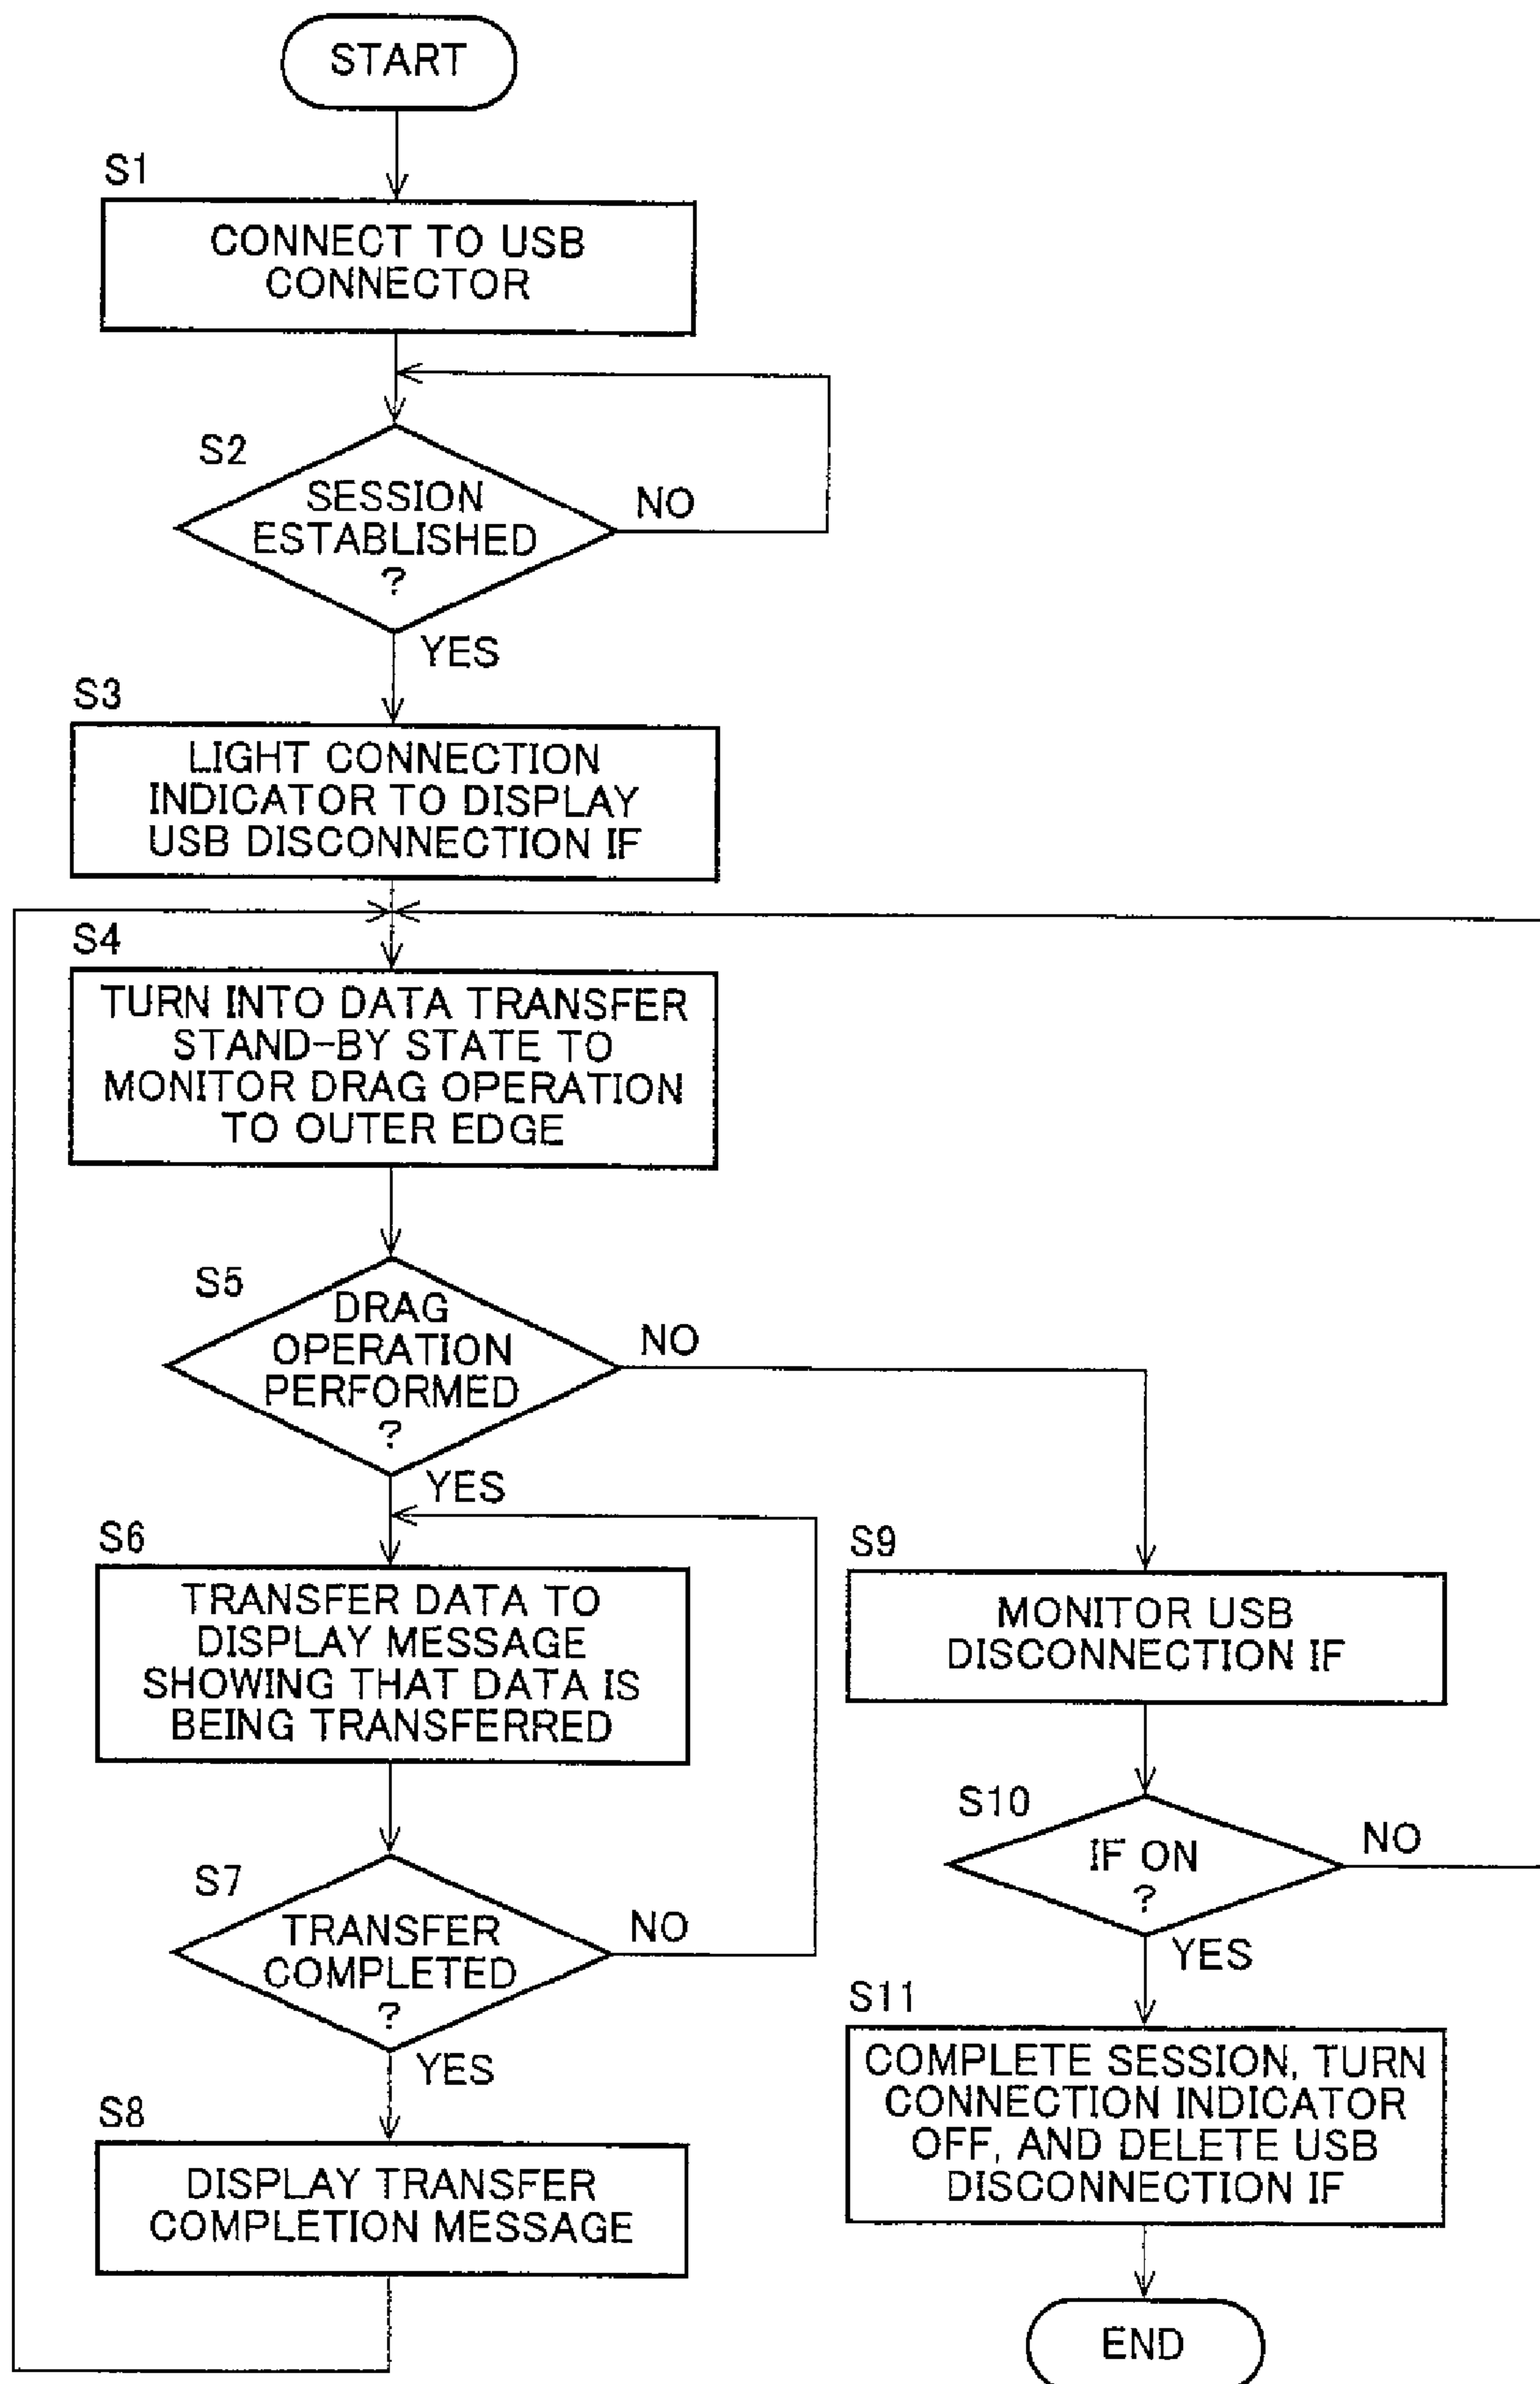 START
S1
CONNECT TO USB
CONNECTOR
S2
SESSION
ESTABLISHED
?
NO
YES
S3
LIGHT CONNECTION
INDICATOR TO DISPLAY
USB DISCONNECTION IF
S4
TURN INTO DATA TRANSFER
STAND-BY STATE TO
MONITOR DRAG OPERATION
TO OUTER EDGE
S5
DRAG
OPERATION
PERFORMED
?
NO
YES
S6
TRANSFER DATA TO
DISPLAY MESSAGE
SHOWING THAT DATA IS
BEING TRANSFERRED
S7
TRANSFER
COMPLETED
?
NO
YES
S8
DISPLAY TRANSFER
COMPLETION MESSAGE
S9
MONITOR USB
DISCONNECTION IF
S10
IF ON
?
NO
YES
S11
COMPLETE SESSION, TURN
CONNECTION INDICATOR
OFF, AND DELETE USB
DISCONNECTION IF
END